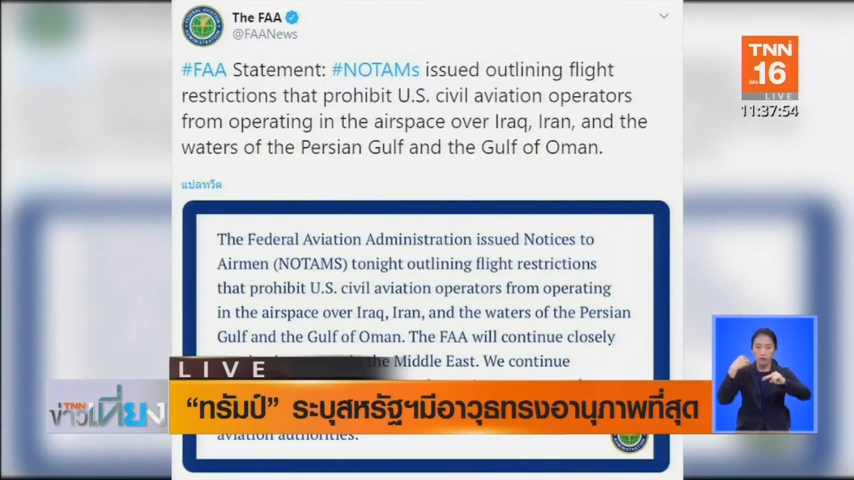 The FAA
@FAANews
#FAA Statement: #NOTAMs issued outlining flight
restrictions that prohibit U.S. civil aviation operators
from operating in the airspace over Iraq, Iran, and the
waters of the Persian Gulf and the Gulf of Oman.
แปลทวีต
The Federal Aviation Administration issued Notices to
Airmen (NOTAMS) tonight outlining flight restrictions
that prohibit U.S. civil aviation operators from operating
in the airspace over Iraq, Iran, and the waters of the Persian
Gulf and the Gulf of Oman. The FAA will continue closely
the Middle East. We continue
aviation authorities.
TNN
ช่อง 16
LIVE
11:37:54
LIVE
TNN
ข่าวเที่ยง
“ทรัมป์” ระบุสหรัฐฯมีอาวุธทรงอานุภาพที่สุด